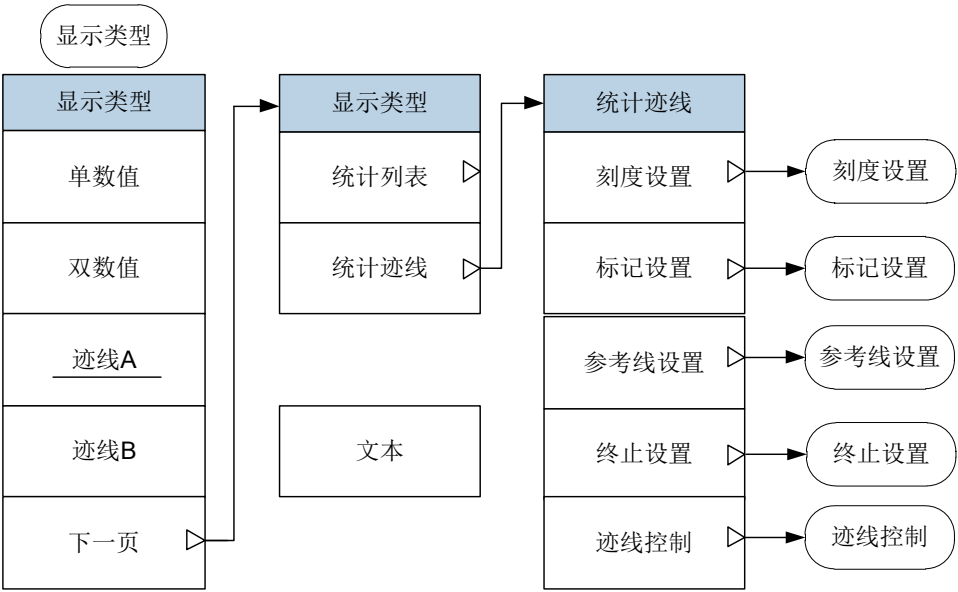 显示类型
显示类型
单数值
双数值
迹线A
迹线B
下一页
显示类型
统计列表
统计迹线
文本
统计迹线
刻度设置
标记设置
参考线设置
终止设置
迹线控制
刻度设置
标记设置
参考线设置
终止设置
迹线控制